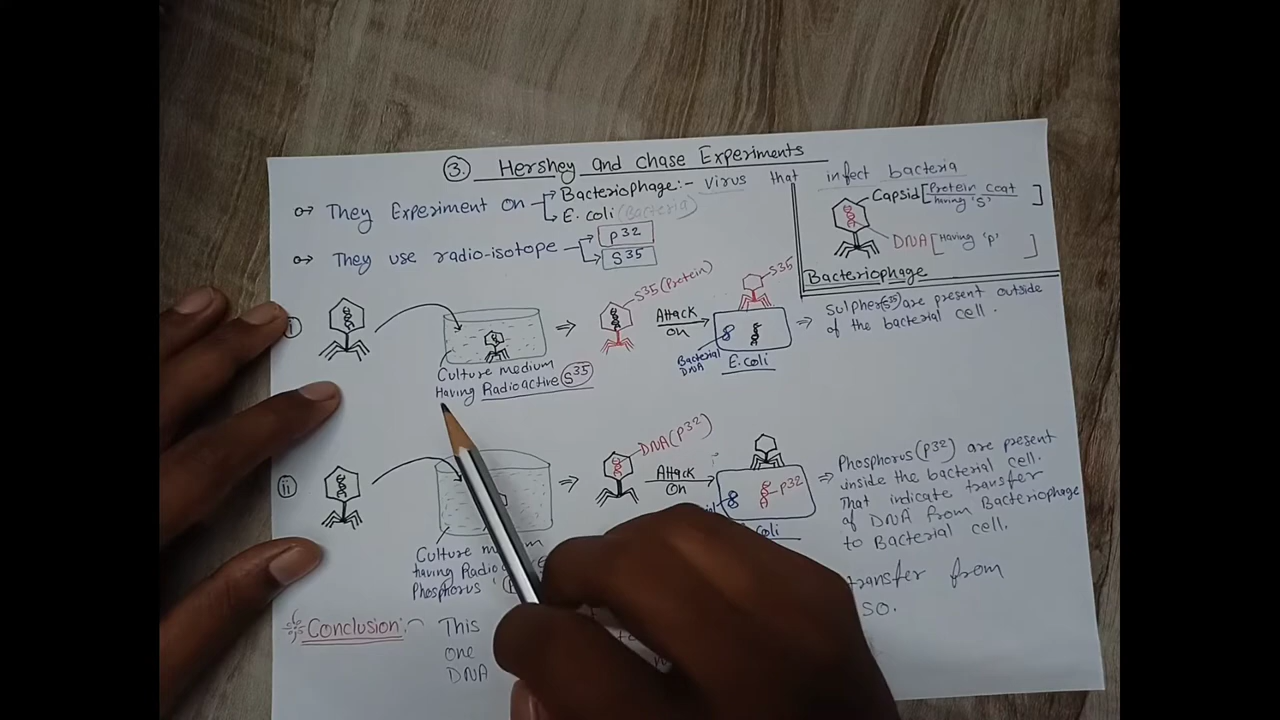 3. Hershey and chase Experiments
They Experiment on
Bacteriophage:- Virus that infect bacteria
E.coli (Bacteria)
They use radio-isotope
P32
S35
Capsid [Protein coat having 'S']
DNA [Having 'P']
Bacteriophage
i
Culture medium
Having Radioactive S35
S35 (Protein)
Attack
On
S35
Bacterial
DNA
E.coli
Sulpher(S35) are present outside
of the bacterial cell.
ii
Culture
having
Phosphorus
DNA (P32)
Attack
On
P32
Phosphorus (P32) are present
inside the bacterial cell.
That indicate transfer
of DNA from Bacteriophage
to Bacterial cell.
Conclusion:- This
one
DNA
transfer from
so.